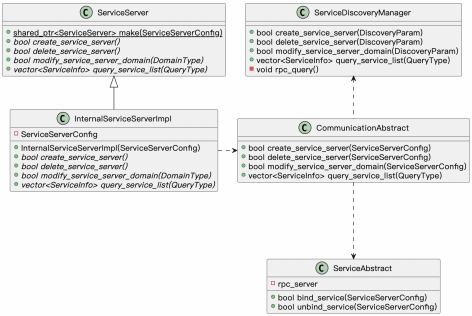 C ServiceServer
shared_ptr<ServiceServer> make(ServiceServerConfig)
bool create_service_server()
bool delete_service_server()
bool modify_service_server_domain(DomainType)
vector<ServiceInfo> query_service_list(QueryType)
C ServiceDiscoveryManager
bool create_service_server(DiscoveryParam)
bool delete_service_server(DiscoveryParam)
bool modify_service_server_domain(DiscoveryParam)
vector<ServiceInfo> query_service_list(QueryType)
void rpc_query()
C InternalServiceServerImpl
ServiceServerConfig
InternalServiceServerImpl(ServiceServerConfig)
bool create_service_server()
bool delete_service_server()
bool modify_service_server_domain(DomainType)
vector<ServiceInfo> query_service_list(QueryType)
C CommunicationAbstract
bool create_service_server(ServiceServerConfig)
bool delete_service_server(ServiceServerConfig)
bool modify_service_server_domain(ServiceServerConfig)
vector<ServiceInfo> query_service_list(QueryType)
C ServiceAbstract
rpc_server
bool bind_service(ServiceServerConfig)
bool unbind_service(ServiceServerConfig)